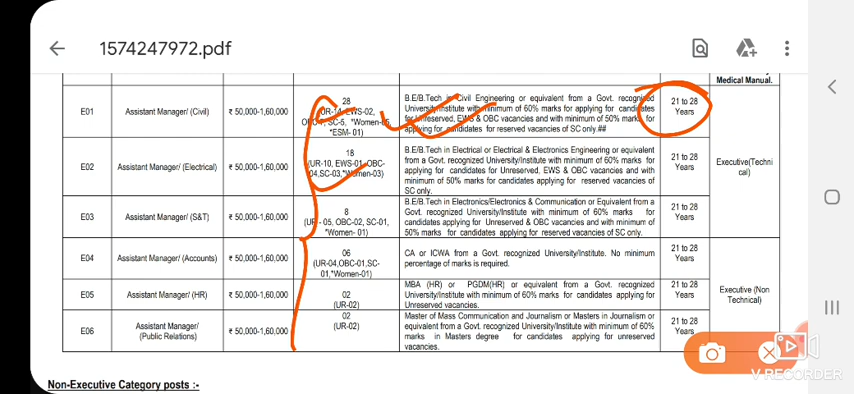 1574247972.pdf
Medical Manual.
E01 Assistant Manager/ (Civil) ₹ 50,000-1,60,000 28 B.E/B.Tech in Civil Engineering or equivalent from a Govt. recognized 21 to 28
(UR-14, EWS-02, University/Institute with minimum of 60% marks for applying for candidates Years
SC-5, *Women-05, for Unreserved, EWS & OBC vacancies and with minimum of 50% marks for
*ESM- 01) applying for candidates for reserved vacancies of SC only.##
E02 Assistant Manager/ (Electrical) ₹ 50,000-1,60,000 18 B.E/B.Tech in Electrical or Electrical & Electronics Engineering or equivalent 21 to 28 Executive(Techni
(UR-10, EWS-01, OBC- from a Govt. recognized University/Institute with minimum of 60% marks for Years cal)
04,SC-03,*Women-03) applying for candidates for Unreserved, EWS & OBC vacancies and with
minimum of 50% marks for candidates applying for reserved vacancies of
SC only.
E03 Assistant Manager/ (S&T) ₹ 50,000-1,60,000 8 B.E/B.Tech in Electronics/Electronics & Communication or Equivalent from a 21 to 28
(UR - 05, OBC-02, SC-01, Govt. recognized University/Institute with minimum of 60% marks for Years
*Women- 01) candidates applying for Unreserved & OBC vacancies and with minimum of
50% marks for candidates applying for reserved vacancies of SC only.
E04 Assistant Manager/ (Accounts) ₹ 50,000-1,60,000 06 CA or ICWA from a Govt. recognized University/Institute. No minimum 21 to 28
(UR-04,OBC-01,SC- percentage of marks is required. Years
01,*Women-01)
E05 Assistant Manager/ (HR) ₹ 50,000-1,60,000 02 MBA (HR) or PGDM(HR) or equivalent from a Govt. recognized 21 to 28 Executive (Non
(UR-02) University/Institute with minimum of 60% marks for candidates applying for Years Technical)
Unreserved vacancies.
E06 Assistant Manager/ ₹ 50,000-1,60,000 02 Master of Mass Communication and Journalism or Masters in Journalism or 21 to 28
(Public Relations) (UR-02) equivalent from a Govt. recognized University/Institute with minimum of 60% Years
marks in Masters degree for candidates applying for unreserved
vacancies.
V RECORDER
Non-Executive Category posts :-